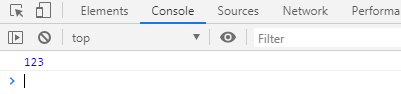 Elements Console Sources Network Performa
top Filter
123